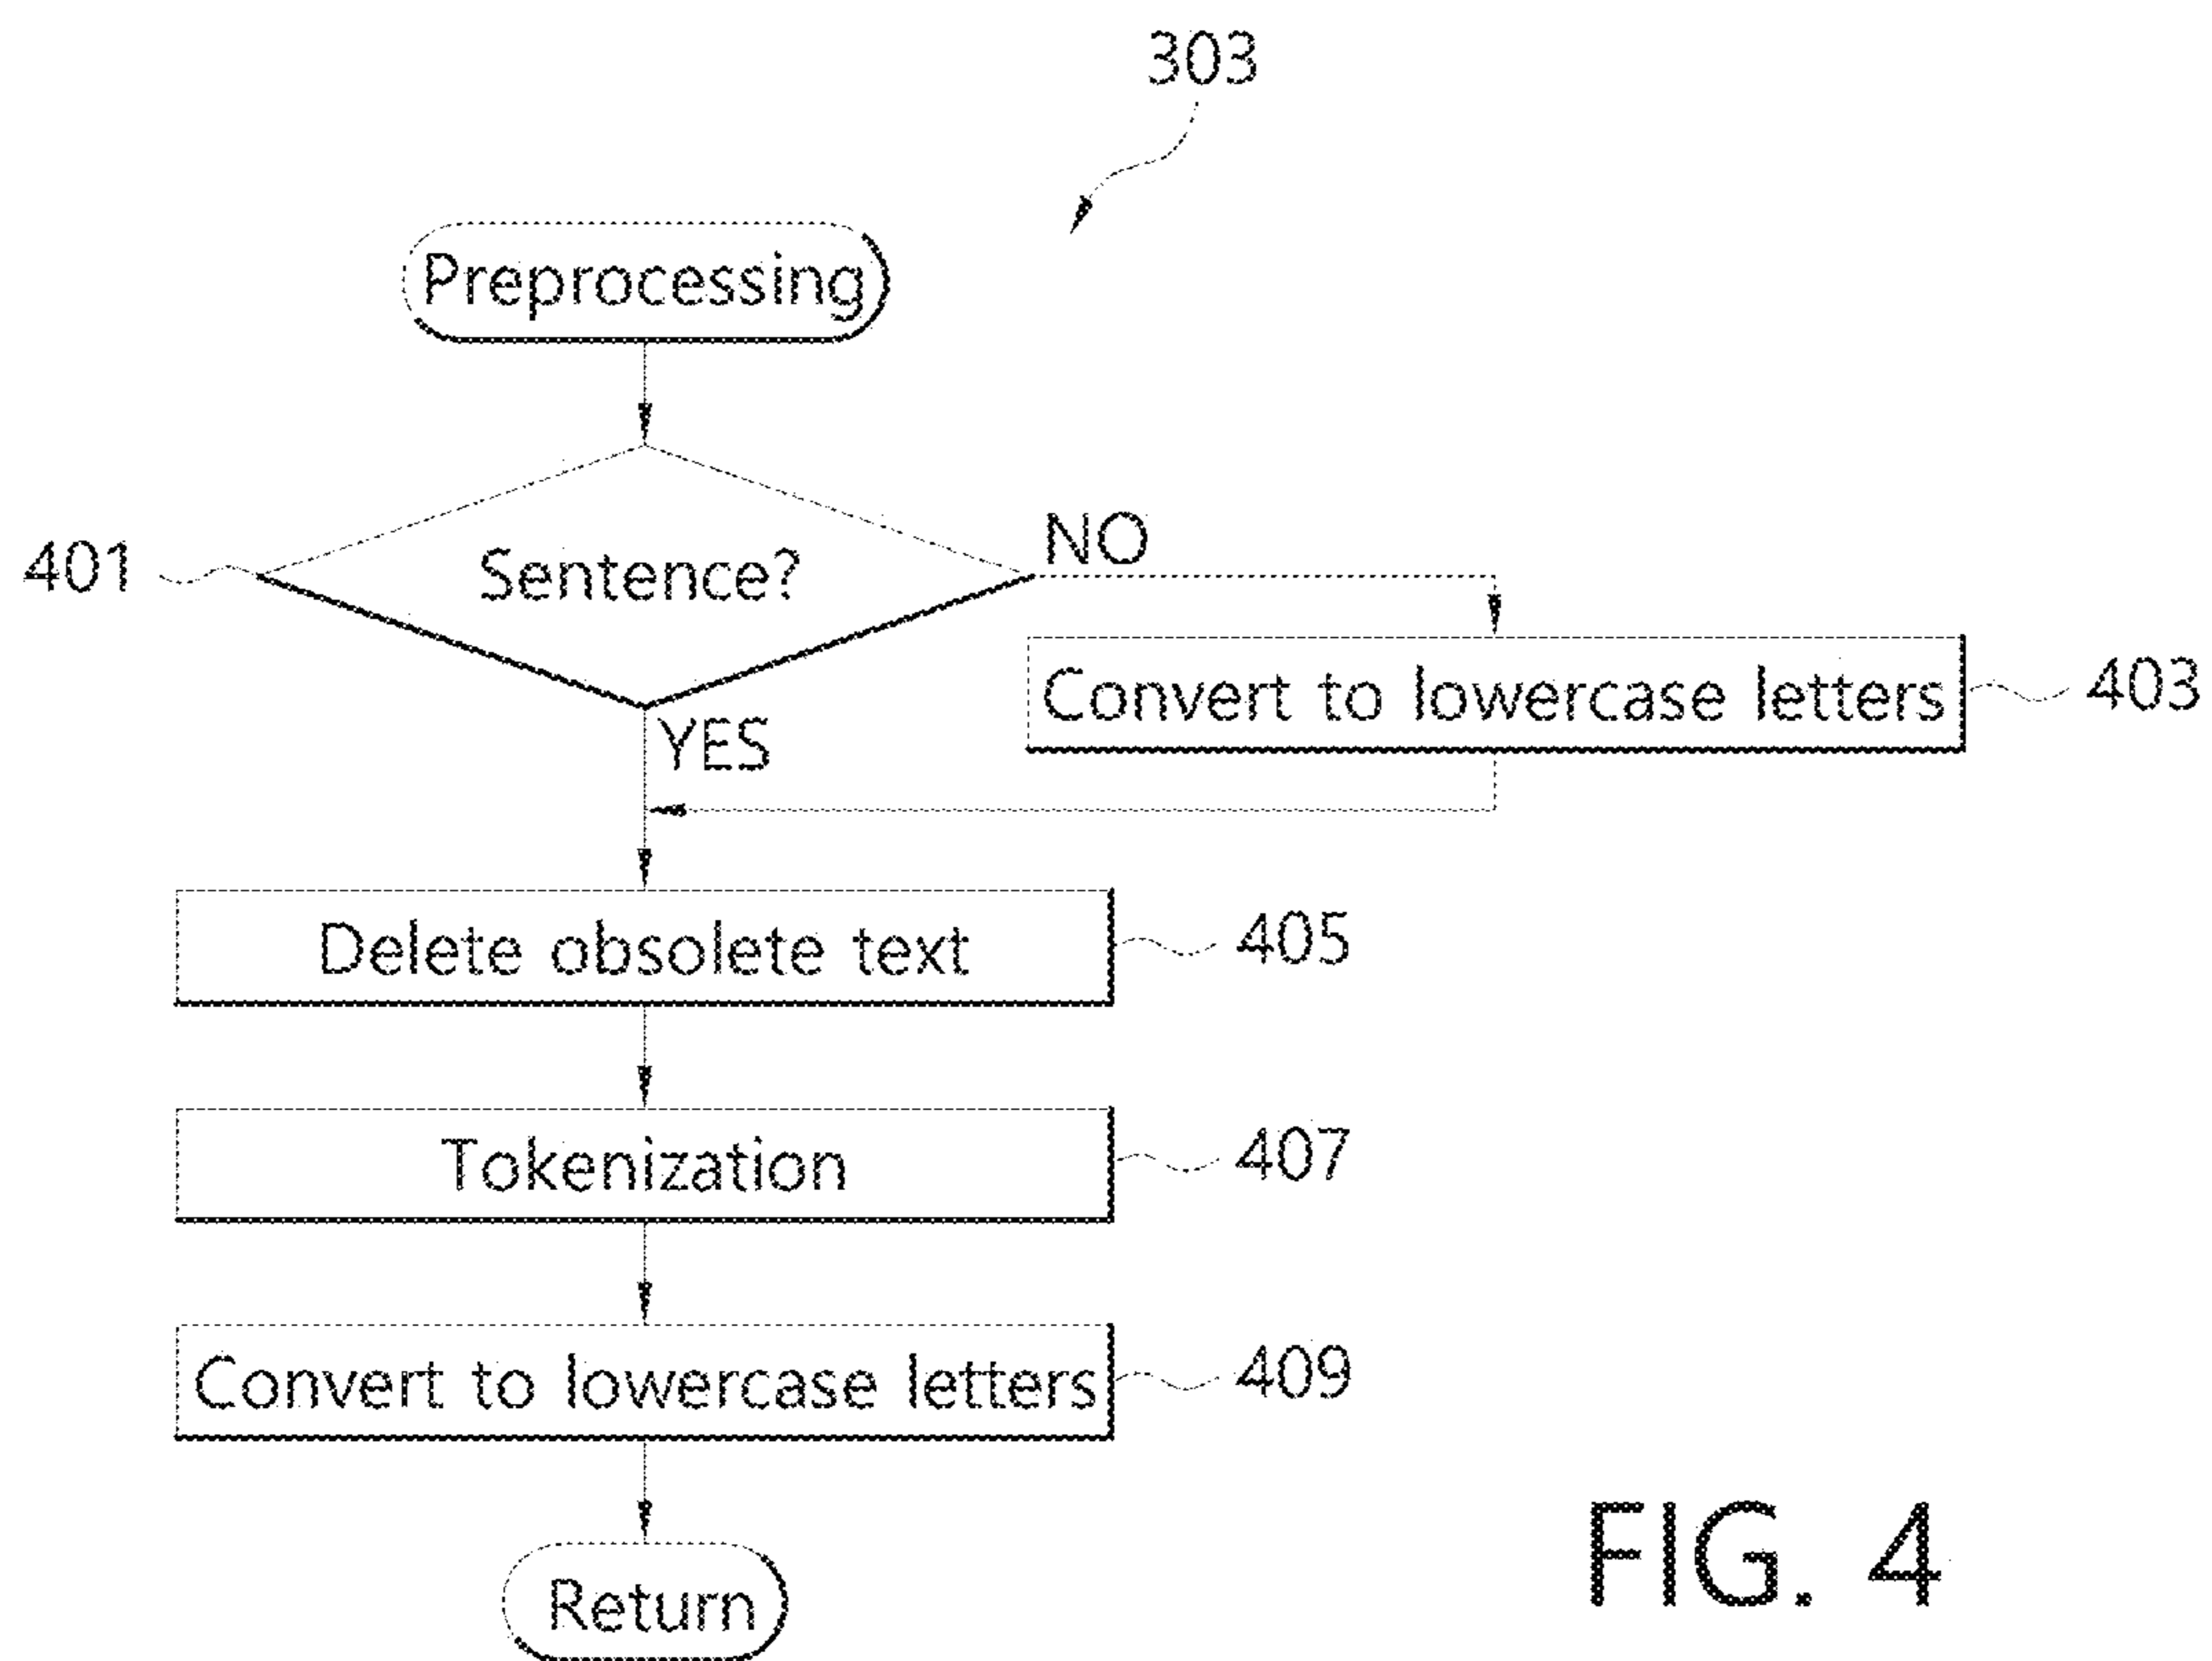 303
Preprocessing
401
Sentence?
NO
Convert to lowercase letters
403
YES
Delete obsolete text
405
Tokenization
407
Convert to lowercase letters
409
Return
FIG. 4